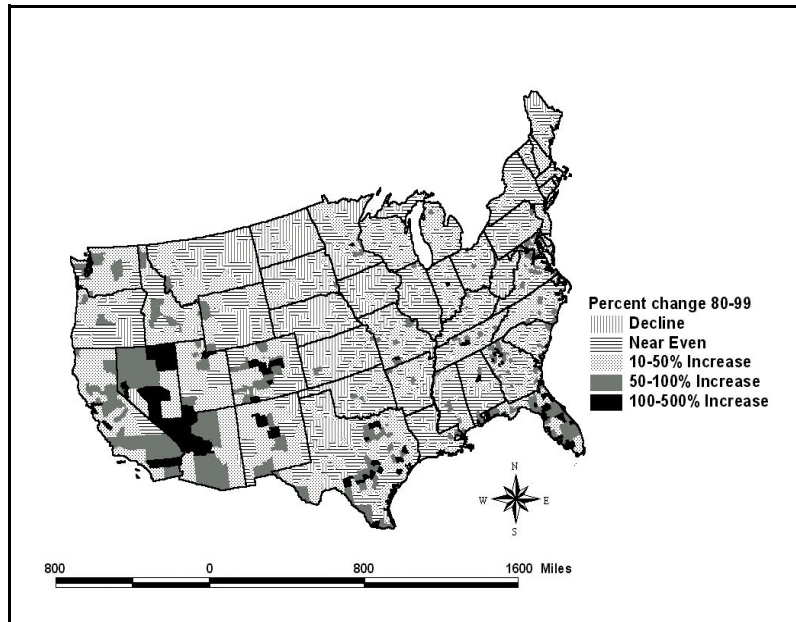 Percent change 80-99
Decline
Near Even
10-50% Increase
50-100% Increase
100-500% Increase
N
W E
S
800 0 800 1600 Miles